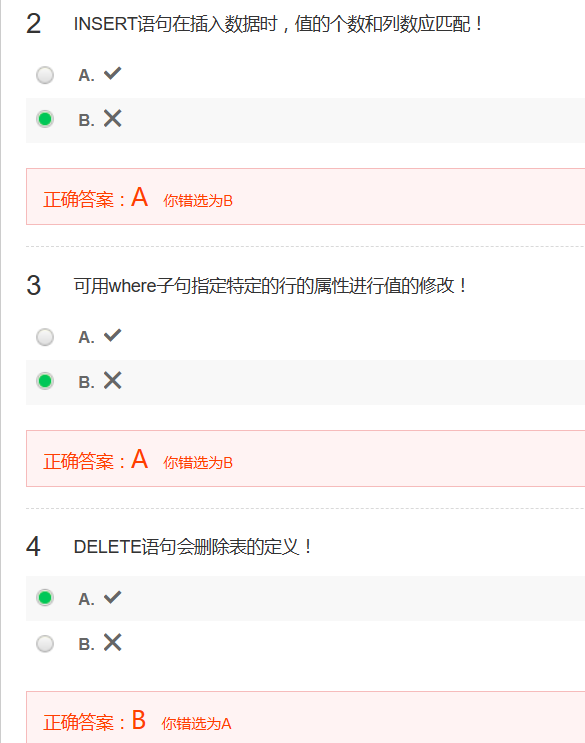 2 INSERT语句在插入数据时，值的个数和列数应匹配！
A. ✔
B. ✕
正确答案：A 你错选为B
3 可用where子句指定特定的行的属性进行值的修改！
A. ✔
B. ✕
正确答案：A 你错选为B
4 DELETE语句会删除表的定义！
A. ✔
B. ✕
正确答案：B 你错选为A